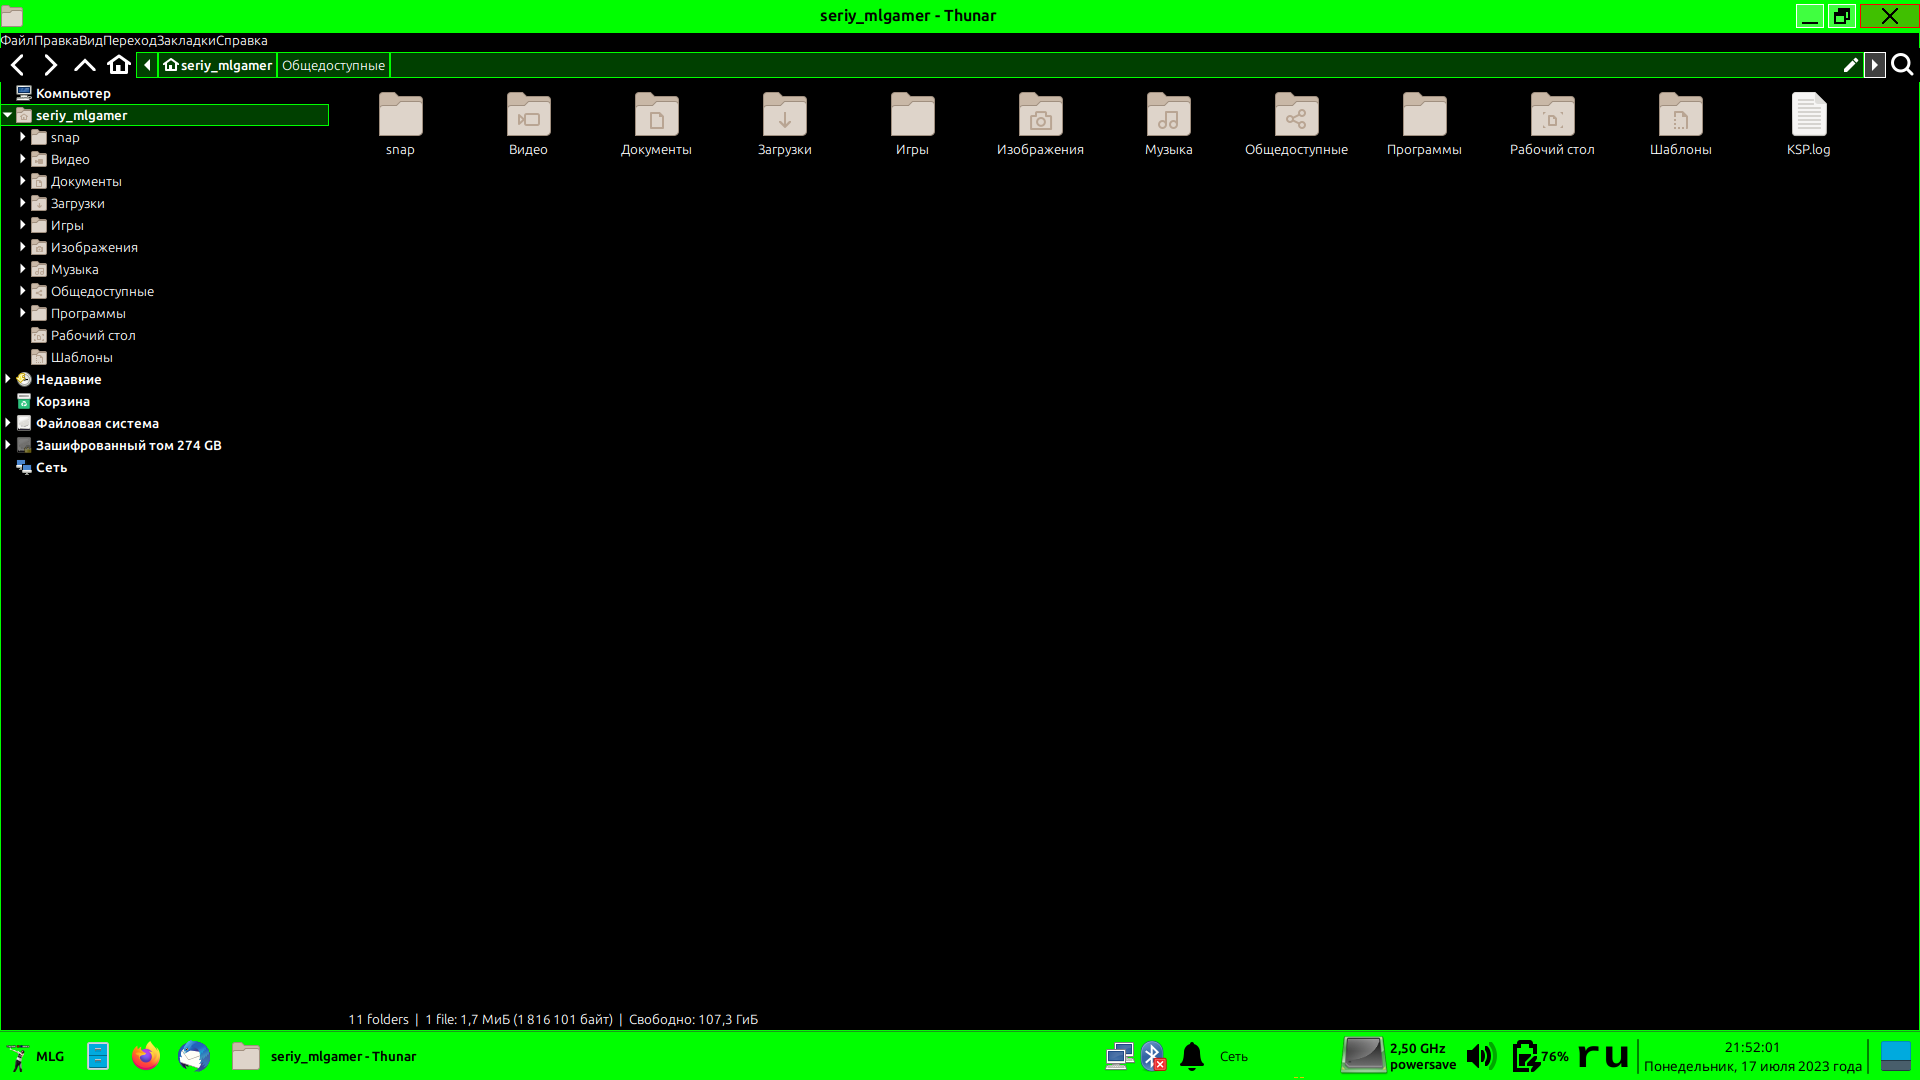 seriy_mlgamer - Thunar
ФайлПравкаВидПереходЗакладкиСправка
seriy_mlgamer Общедоступные
Компьютер
seriy_mlgamer
snap
Видео
Документы
Загрузки
Игры
Изображения
Музыка
Общедоступные
Программы
Рабочий стол
Шаблоны
Недавние
Корзина
Файловая система
Зашифрованный том 274 GB
Сеть
snap Видео Документы Загрузки Игры Изображения Музыка Общедоступные Программы Рабочий стол Шаблоны KSP.log
11 folders | 1 file: 1,7 МиБ (1 816 101 байт) | Свободно: 107,3 ГиБ
MLG
seriy_mlgamer - Thunar
Сеть
2,50 GHz
powersave
76%
ru
21:52:01
Понедельник, 17 июля 2023 года